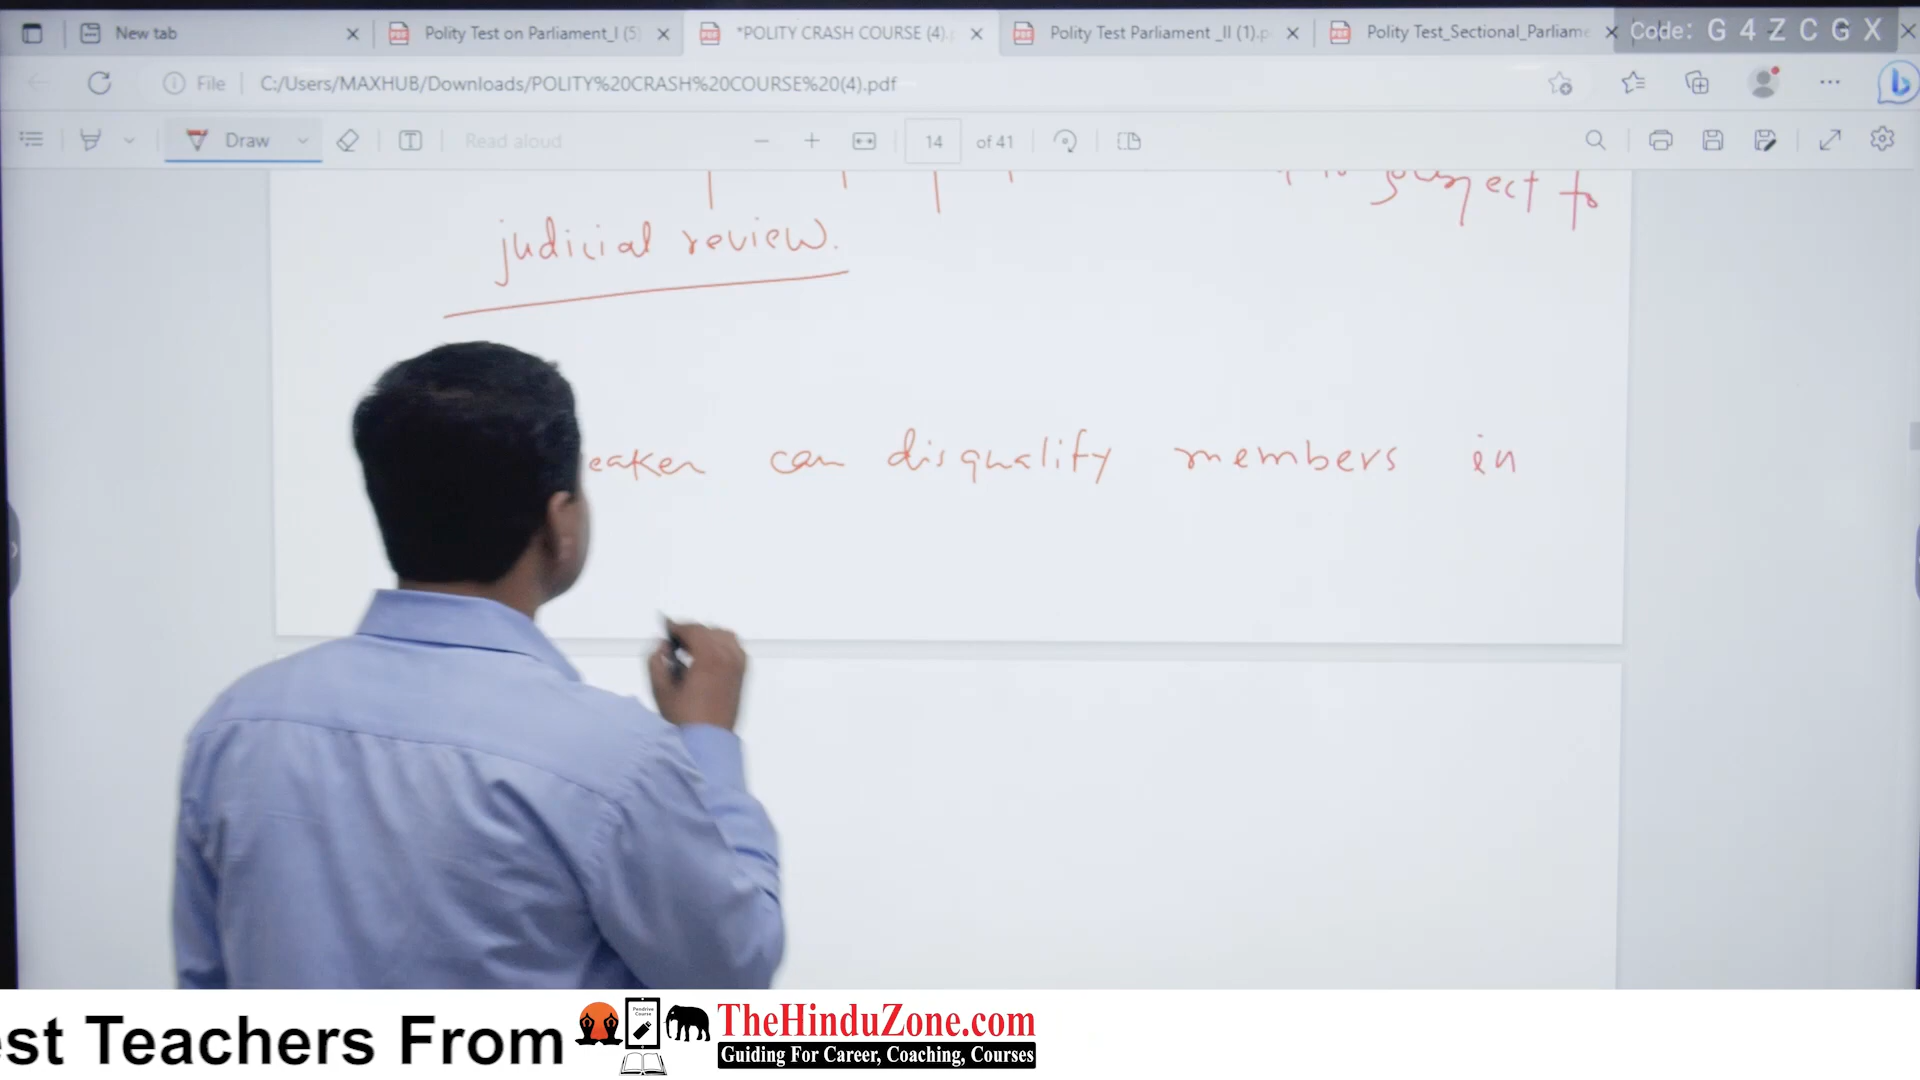 New tab
Polity Test on Parliament_I (5)
*POLITY CRASH COURSE (4).p
Polity Test Parliament _II (1).p
Polity Test_Sectional_Parliame
Code: G 4 Z C G X
File
C:/Users/MAXHUB/Downloads/POLITY%20CRASH%20COURSE%20(4).pdf
Draw
Read aloud
14
of 41
subject to
judicial review.
eaker can disqualify members in
st Teachers From
Pendrive Course
TheHinduZone.com
Guiding For Career, Coaching, Courses